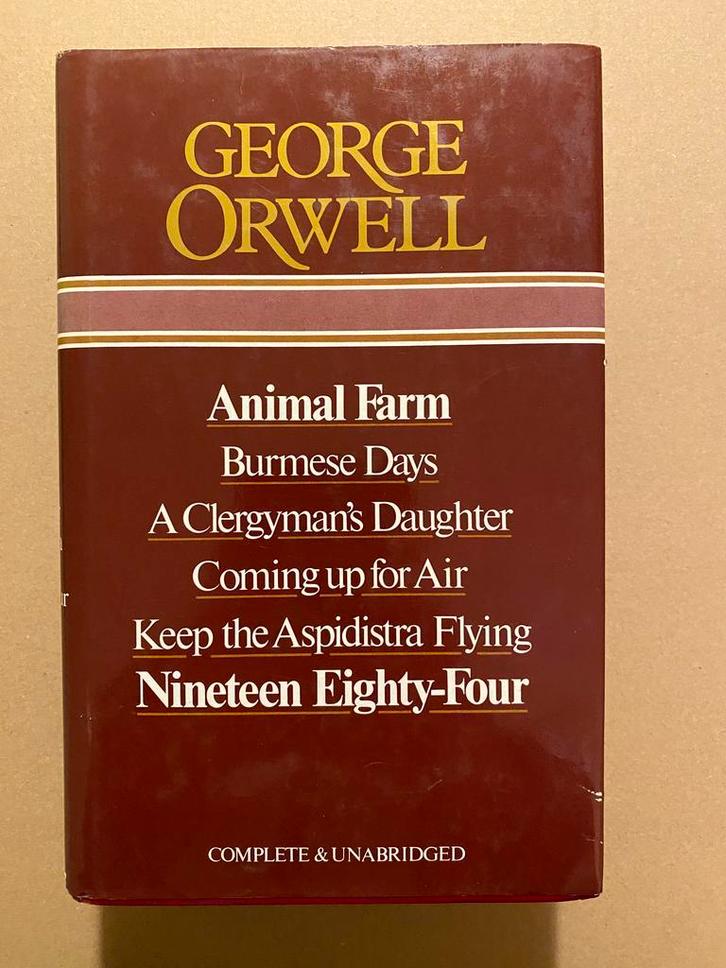 GEORGE
ORWELL
Animal Farm
Burmese Days
A Clergyman's Daughter
Coming up for Air
Keep the Aspidistra Flying
Nineteen Eighty-Four
COMPLETE & UNABRIDGED